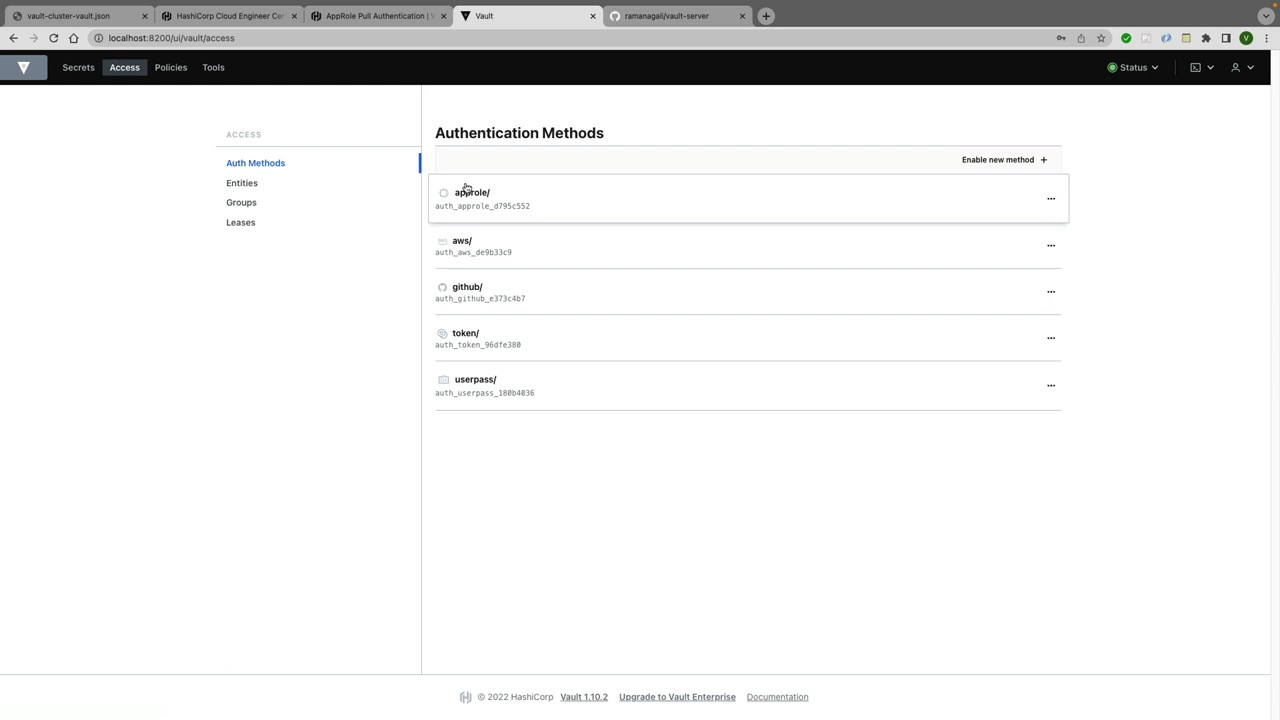 vault-cluster-vault.json
HashiCorp Cloud Engineer Cer
AppRole Pull Authentication | V
Vault
ramanagali/vault-server
localhost:8200/ui/vault/access
V
Secrets
Access
Policies
Tools
Status
ACCESS
Auth Methods
Entities
Groups
Leases
Authentication Methods
Enable new method +
approle/
auth_approle_d795c552
aws/
auth_aws_de9b33c9
github/
auth_github_e373c4b7
token/
auth_token_96dfe380
userpass/
auth_userpass_180b4036
© 2022 HashiCorp Vault 1.10.2 Upgrade to Vault Enterprise Documentation